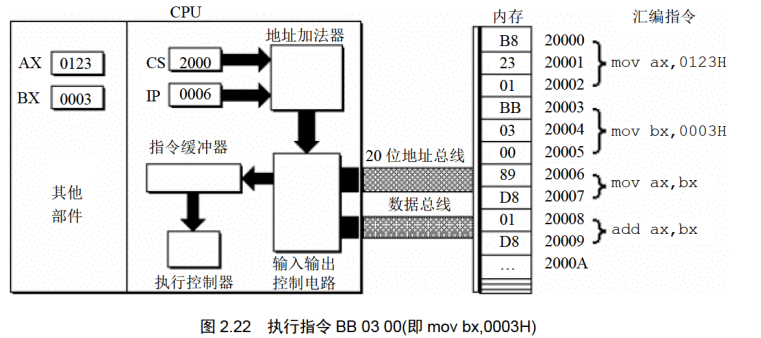 CPU
内存
汇编指令
地址加法器
AX 0123
BX 0003
CS 2000
IP 0006
指令缓冲器
20 位地址总线
数据总线
其他
部件
执行控制器
输入输出
控制电路
B8 20000
23 20001
01 20002
mov ax,0123H
BB 20003
03 20004
00 20005
mov bx,0003H
89 20006
D8 20007
mov ax,bx
01 20008
D8 20009
add ax,bx
… 2000A
图 2.22 执行指令 BB 03 00(即 mov bx,0003H)